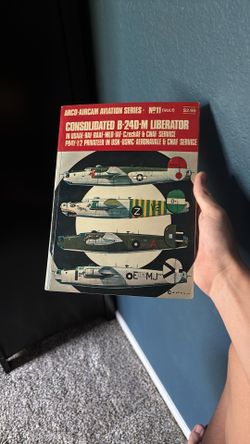 ARCO-AIRCAM AVIATION SERIES • No 11
$2.95
CONSOLIDATED B-24D-M LIBERATOR
IN USAAF-RAF-RAAF-MLD-IAF-CzechAF & CNAF SERVICE
PB4Y-1/2 PRIVATEER IN USN-USMC-AERONAVALE & CNAF SERVICE
Z
A
E MJ